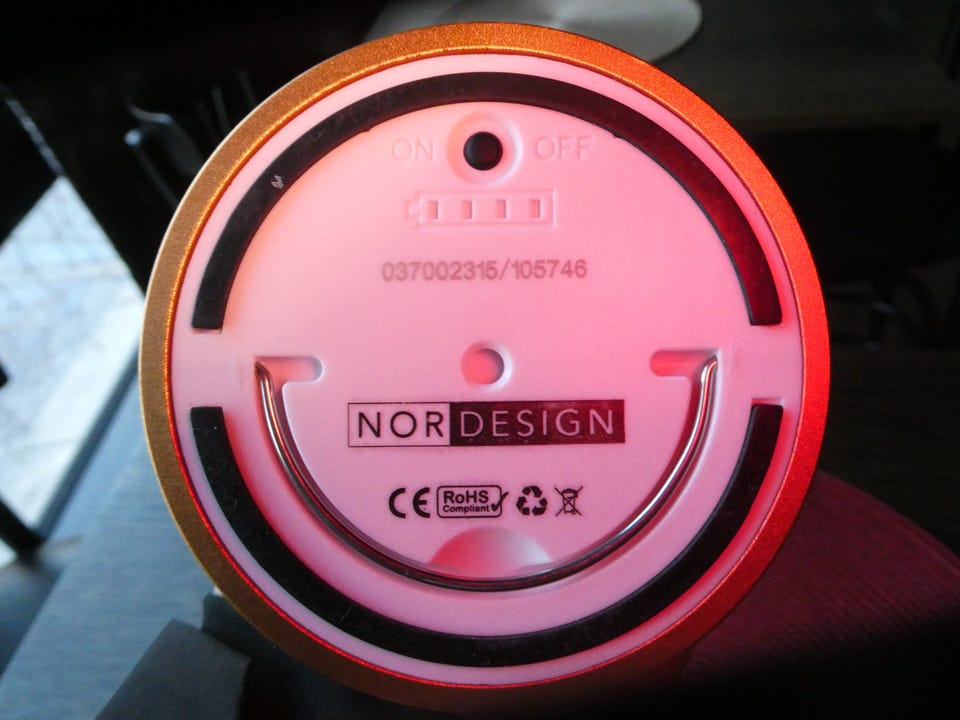 ON OFF
037002315/105746
NORDESIGN
CE RoHS
Compliant